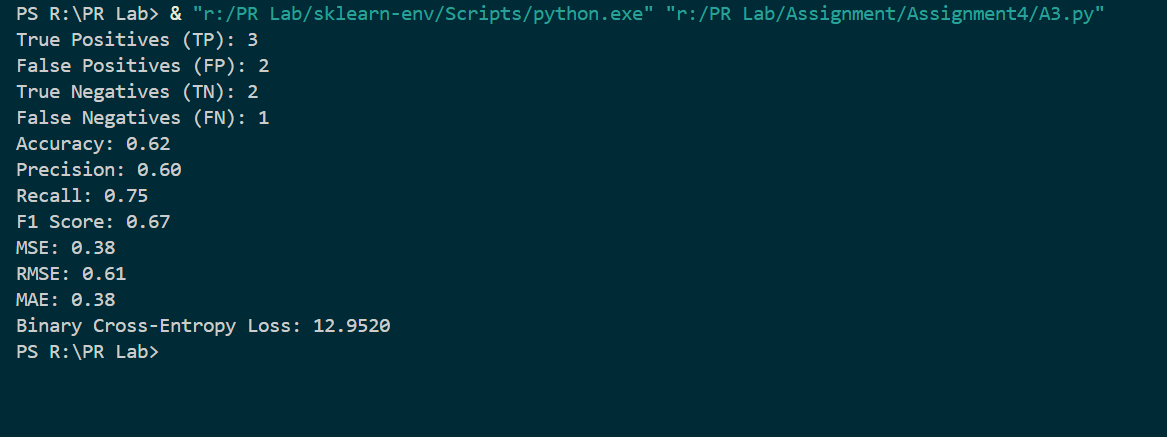 PS R:\PR Lab> & "r:/PR Lab/sklearn-env/Scripts/python.exe" "r:/PR Lab/Assignment/Assignment4/A3.py"
True Positives (TP): 3
False Positives (FP): 2
True Negatives (TN): 2
False Negatives (FN): 1
Accuracy: 0.62
Precision: 0.60
Recall: 0.75
F1 Score: 0.67
MSE: 0.38
RMSE: 0.61
MAE: 0.38
Binary Cross-Entropy Loss: 12.9520
PS R:\PR Lab>